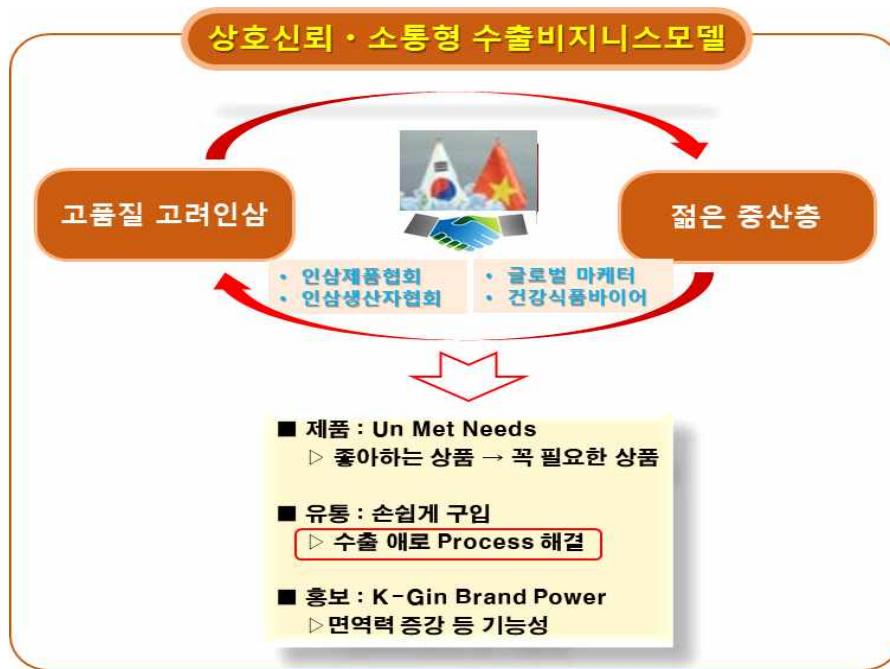 상호신뢰 · 소통형 수출비지니스모델
고품질 고려인삼
젊은 중산층
• 인삼제품협회
• 인삼생산자협회
• 글로벌 마케터
• 건강식품바이어
■ 제품 : Un Met Needs
▷ 좋아하는 상품 → 꼭 필요한 상품
■ 유통 : 손쉽게 구입
▷ 수출 애로 Process 해결
■ 홍보 : K-Gin Brand Power
▷면역력 증강 등 기능성